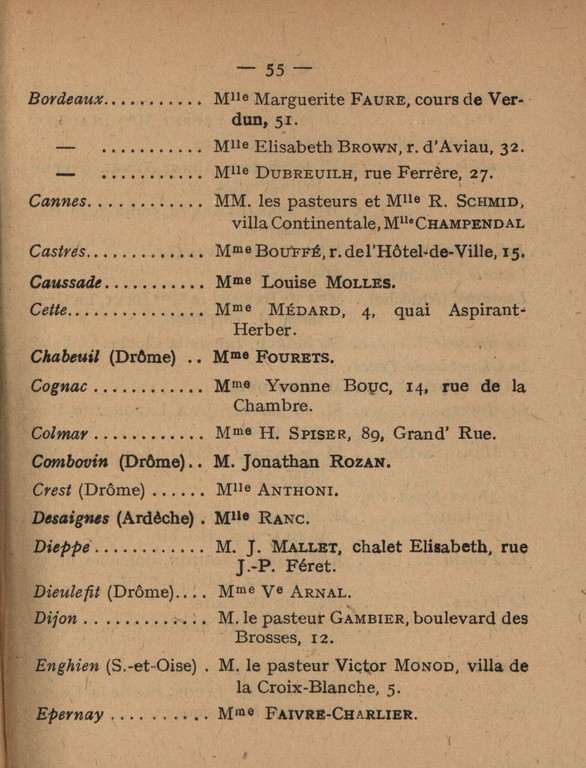 — 55 —
Bordeaux........... Mlle Marguerite FAURE, cours de Ver-
dun, 51.
— ........... Mlle Elisabeth BROWN, r. d'Aviau, 32.
— ........... Mlle DUBREUILH, rue Ferrère, 27.
Cannes............ MM. les pasteurs et Mlle R. SCHMID,
villa Continentale, Mlle CHAMPENDAL
Castres............ Mme BOUFFÉ, r. de l'Hôtel-de-Ville, 15.
Caussade........... Mme Louise MOLLES.
Cette.............. Mme MÉDARD, 4, quai Aspirant-
Herber.
Chabeuil (Drôme) .. Mme FOURETS.
Cognac ............ Mme Yvonne BOUC, 14, rue de la
Chambre.
Colmar ............ Mme H. SPISER, 89, Grand' Rue.
Combovin (Drôme).. M. Jonathan ROZAN.
Crest (Drôme) ...... Mlle ANTHONI.
Desaignes (Ardèche) . Mlle RANC.
Dieppe............ M. J. MALLET, chalet Elisabeth, rue
J.-P. Féret.
Dieulefit (Drôme).... Mme Ve ARNAL.
Dijon ............. M. le pasteur GAMBIER, boulevard des
Brosses, 12.
Enghien (S.-et-Oise) . M. le pasteur Victor MONOD, villa de
la Croix-Blanche, 5.
Epernay .......... Mme FAIVRE-CHARLIER.